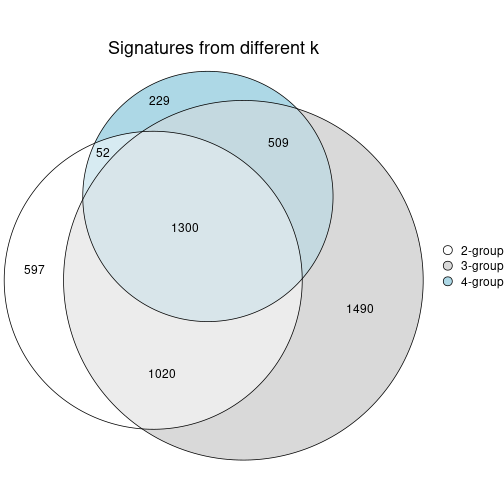 Signatures from different k
229
52
509
1300
597
1490
1020
2-group
3-group
4-group